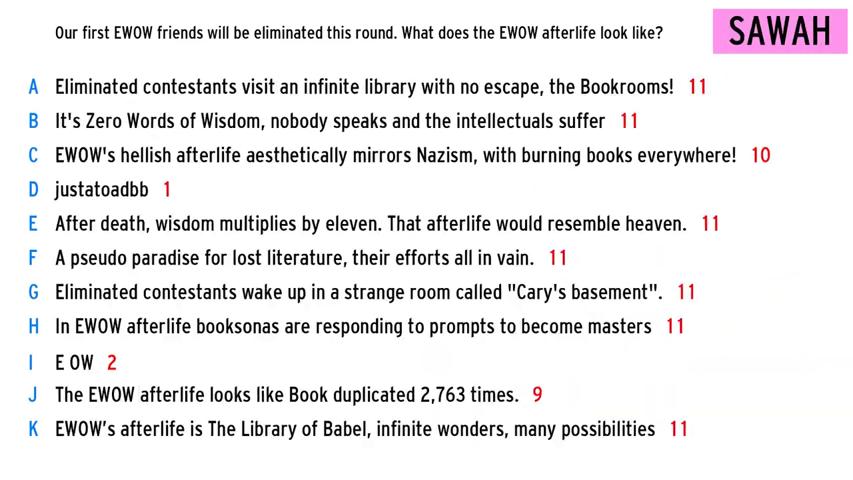 Our first EWOW friends will be eliminated this round. What does the EWOW afterlife look like?
SAWAH
A Eliminated contestants visit an infinite library with no escape, the Bookrooms! 11
B It's Zero Words of Wisdom, nobody speaks and the intellectuals suffer 11
C EWOW's hellish afterlife aesthetically mirrors Nazism, with burning books everywhere! 10
D justatoadbb 1
E After death, wisdom multiplies by eleven. That afterlife would resemble heaven. 11
F A pseudo paradise for lost literature, their efforts all in vain. 11
G Eliminated contestants wake up in a strange room called "Cary's basement". 11
H In EWOW afterlife booksonas are responding to prompts to become masters 11
I E OW 2
J The EWOW afterlife looks like Book duplicated 2,763 times. 9
K EWOW’s afterlife is The Library of Babel, infinite wonders, many possibilities 11